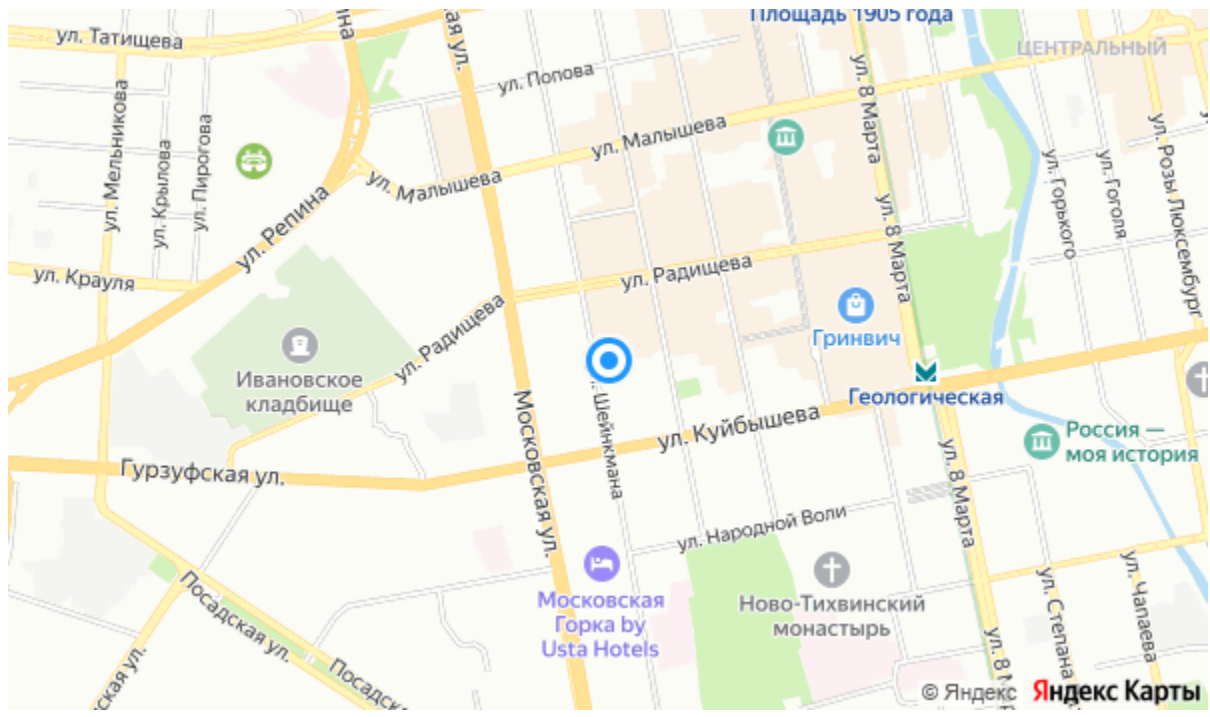 Площадь 1905 года
ул. Татищева
ЦЕНТРАЛЬНЫЙ
ул. Попова
ул. Малышева
ул. Малышева
ул. 8 Марта
ул. Мельникова
ул. Крылова
ул. Пирогова
ул. Репина
ул. Горького
ул. Гоголя
ул. Розы Люксембург
ул. 8 Марта
ул. Крауля
ул. Радищева
ул. Радищева
Гринвич
Ивановское
кладбище
Геологическая
Московская ул.
Шейнкмана
ул. Куйбышева
Россия —
моя история
Гурзуфская ул.
ул. 8 Марта
ул. Народной Воли
Московская
Горка by
Usta Hotels
Ново-Тихвинский
монастырь
Посадская ул.
Посадс
ул. Степана
ул. Чапаева
ул. 8
© Яндекс Яндекс Карты